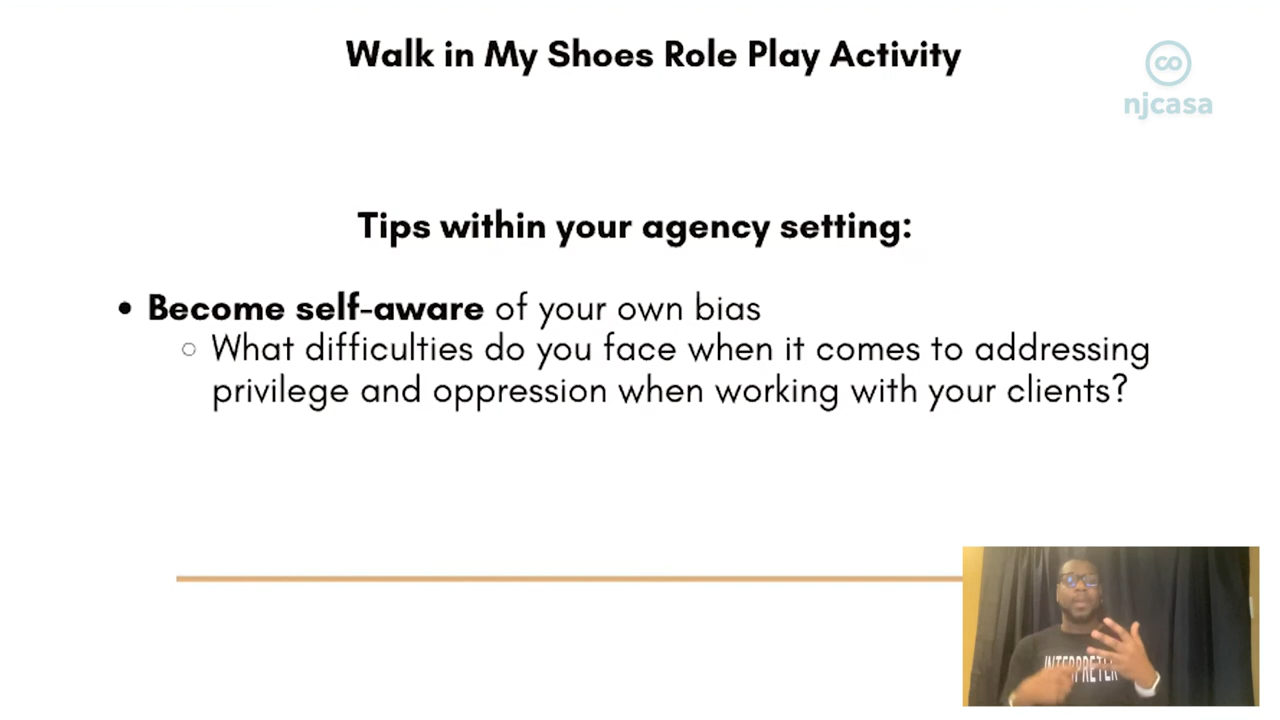 Walk in My Shoes Role Play Activity
njcasa
Tips within your agency setting:
• Become self-aware of your own bias
○ What difficulties do you face when it comes to addressing
privilege and oppression when working with your clients?
INTERPRETER